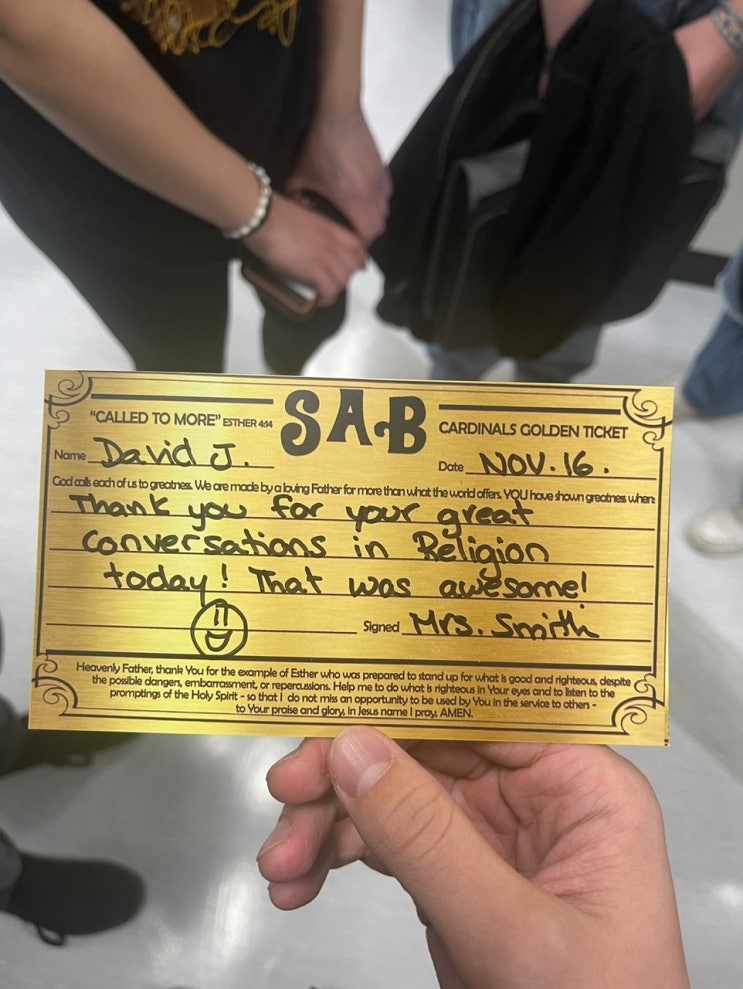 "CALLED TO MORE" ESTHER 4:14 SAB CARDINALS GOLDEN TICKET
Name David J. Date NOV. 16.
God calls each of us to greatness. We are made by a loving Father for more than what the world offers. YOU have shown greatnes when:
Thank you for your great
conversations in Religion
today! That was awesome!
Signed Mrs. Smith
Heavenly Father, thank You for the example of Esther who was prepared to stand up for what is good and righteous, despite
the possible dangers, embarrassment, or repercussions. Help me to do what is righteous in Your eyes and to listen to the
promptings of the Holy Spirit - so that I do not miss an opportunity to be used by You in the service to others -
to Your praise and glory, In Jesus name I pray, AMEN.